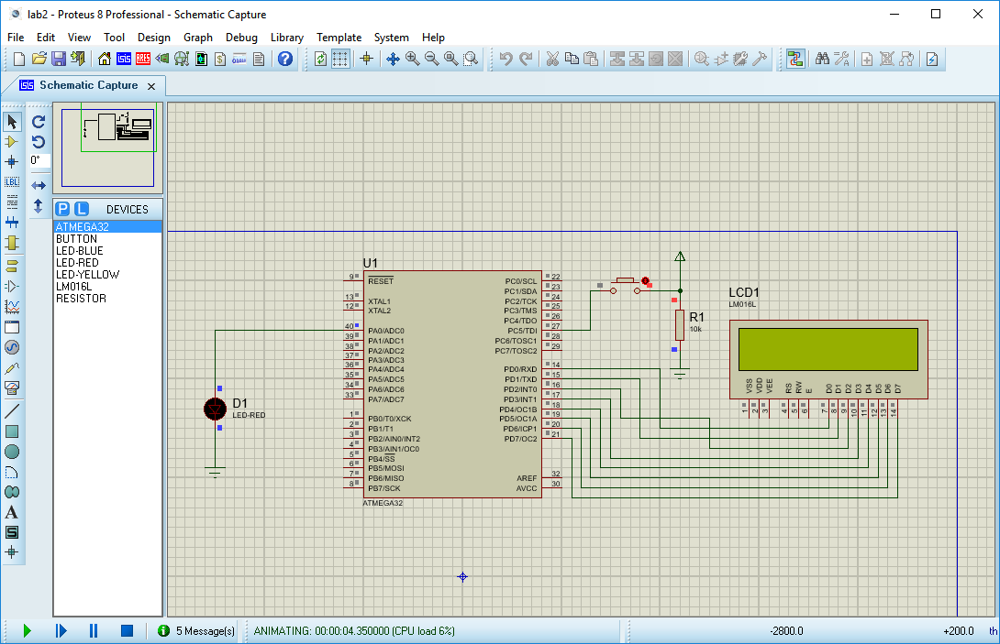 lab2 - Proteus 8 Professional - Schematic Capture
File Edit View Tool Design Graph Debug Library Template System Help
Schematic Capture
0°
LBL
P L DEVICES
ATMEGA32
BUTTON
LED-BLUE
LED-RED
LED-YELLOW
LM016L
RESISTOR
A
S
U1
9 RESET
13 XTAL1
12 XTAL2
40 PA0/ADC0
39 PA1/ADC1
38 PA2/ADC2
37 PA3/ADC3
36 PA4/ADC4
35 PA5/ADC5
34 PA6/ADC6
33 PA7/ADC7
1 PB0/T0/XCK
2 PB1/T1
3 PB2/AIN0/INT2
4 PB3/AIN1/OC0
5 PB4/SS
6 PB5/MOSI
7 PB6/MISO
8 PB7/SCK
PC0/SCL 22
PC1/SDA 23
PC2/TCK 24
PC3/TMS 25
PC4/TDO 26
PC5/TDI 27
PC6/TOSC1 28
PC7/TOSC2 29
PD0/RXD 14
PD1/TXD 15
PD2/INT0 16
PD3/INT1 17
PD4/OC1B 18
PD5/OC1A 19
PD6/ICP1 20
PD7/OC2 21
AREF 32
AVCC 30
ATMEGA32
D1
LED-RED
R1
10k
LCD1
LM016L
VSS VDD VEE RS RW E D0 D1 D2 D3 D4 D5 D6 D7
1 2 3 4 5 6 7 8 9 10 11 12 13 14
5 Message(s) ANIMATING: 00:00:04.350000 (CPU load 6%) -2800.0 +200.0 th